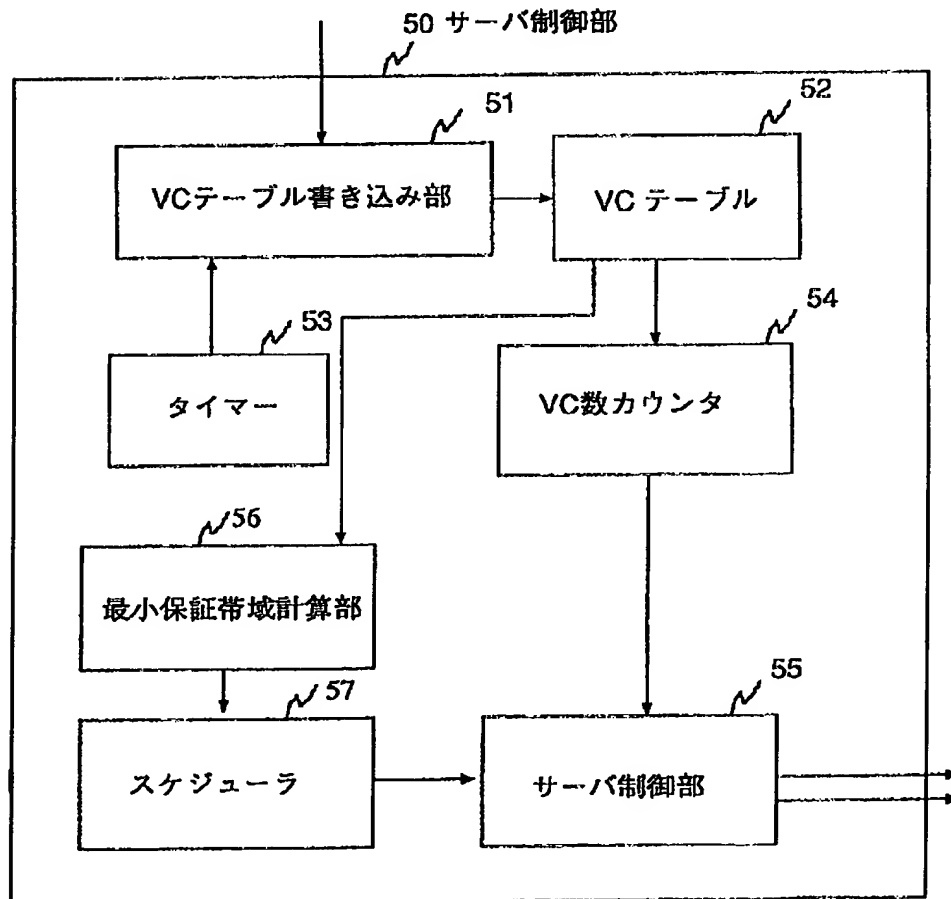 50 サーバ制御部
51
52
VCテーブル書き込み部
VC テーブル
53
54
タイマー
VC数カウンタ
56
最小保証帯域計算部
57
55
スケジューラ
サーバ制御部